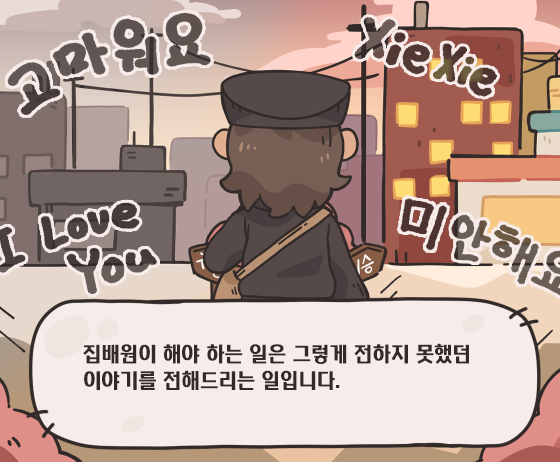 고마워요
Xie Xie
I Love
You
미안해요
집배원이 해야 하는 일은 그렇게 전하지 못했던
이야기를 전해드리는 일입니다.